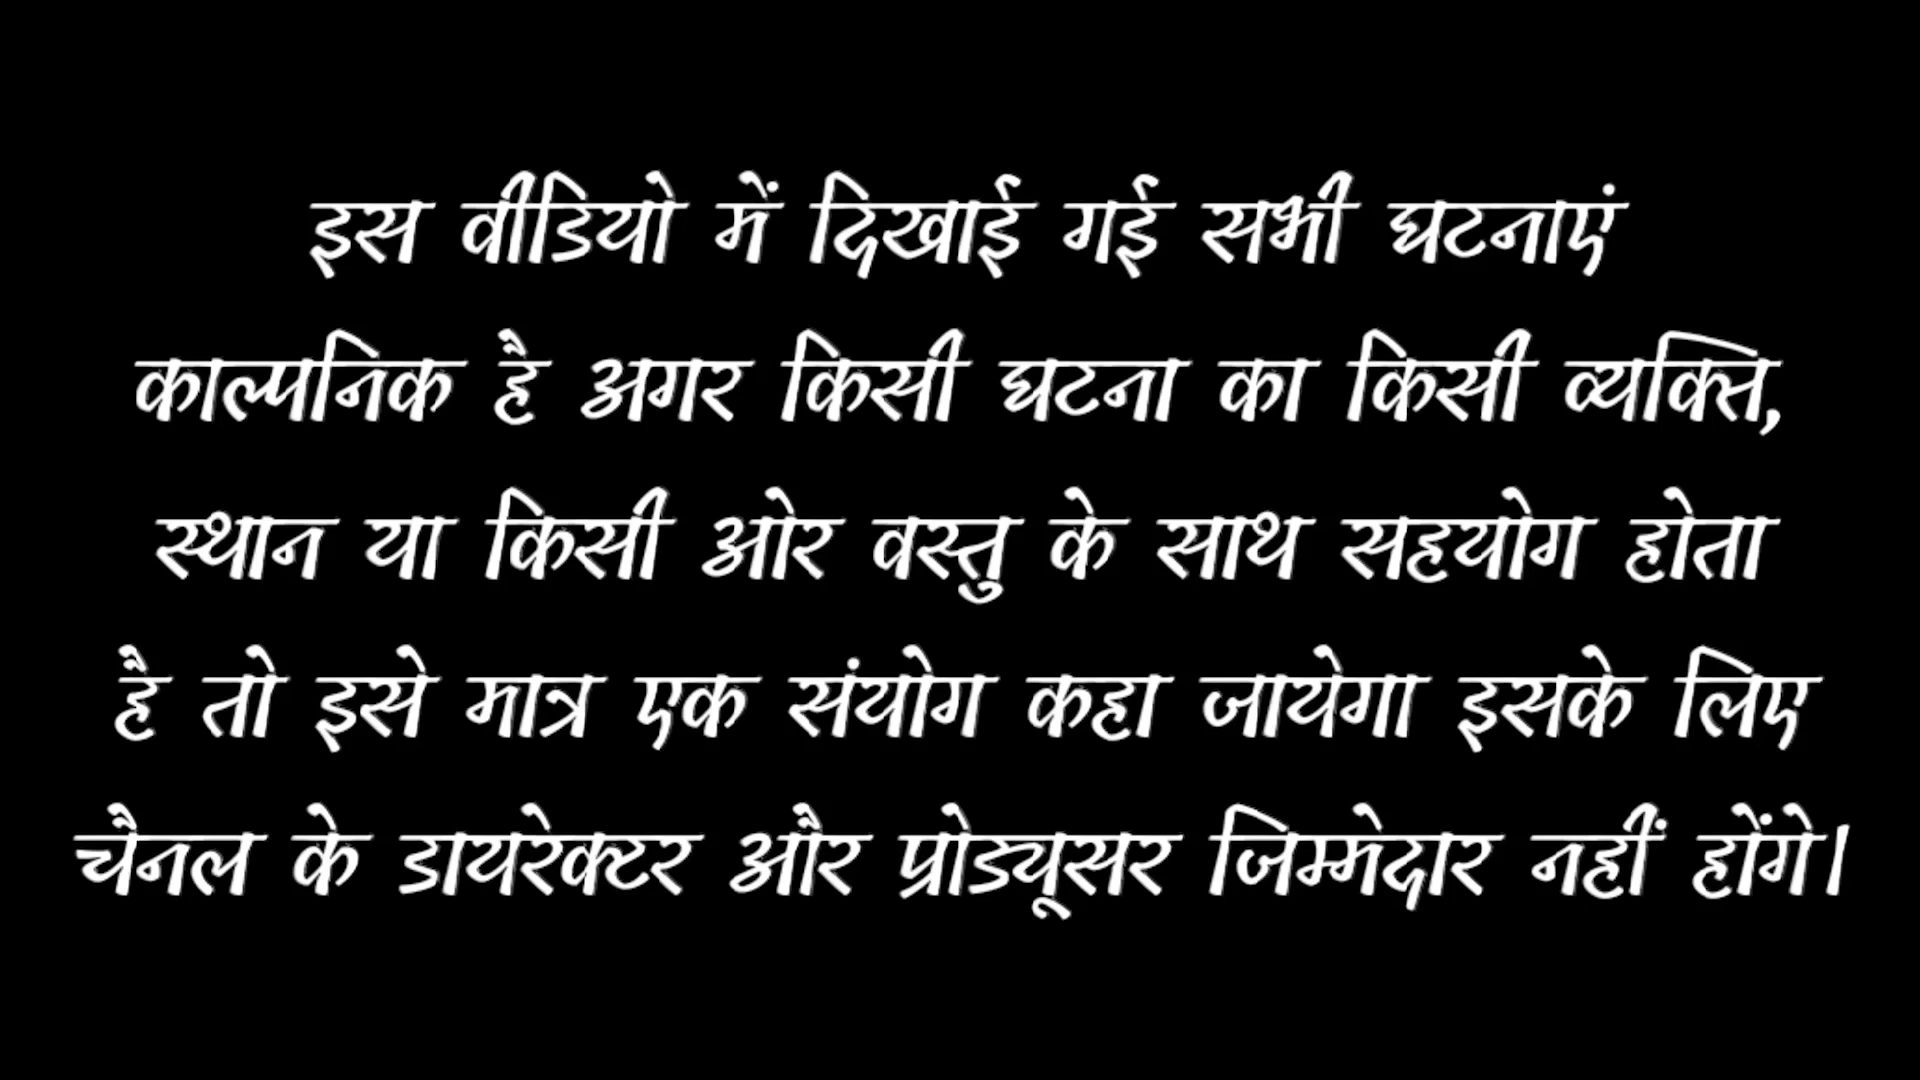 इस वीडियो में दिखाई गई सभी घटनाएं
काल्पनिक है अगर किसी घटना का किसी व्यक्ति,
स्थान या किसी ओर वस्तु के साथ सहयोग होता
है तो इसे मात्र एक संयोग कहा जायेगा इसके लिए
चैनल के डायरेक्टर और प्रोड्यूसर जिम्मेदार नहीं होंगे।